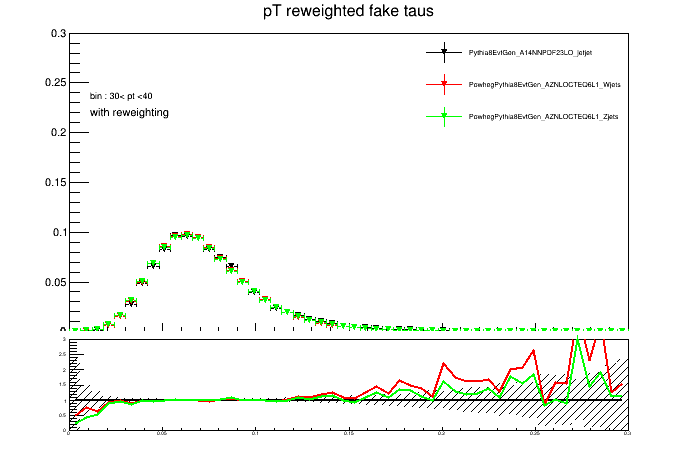 pT reweighted fake taus
0.3
0.25
0.2
0.15
0.1
0.05
0
bin : 30< pt <40
with reweighting
Pythia8EvtGen_A14NNPDF23LO_jetjet
PowhegPythia8EvtGen_AZNLOCTEQ6L1_Wjets
PowhegPythia8EvtGen_AZNLOCTEQ6L1_Zjets
3
2.5
2
1.5
1
0.5
0
0 0.05 0.1 0.15 0.2 0.25 0.3